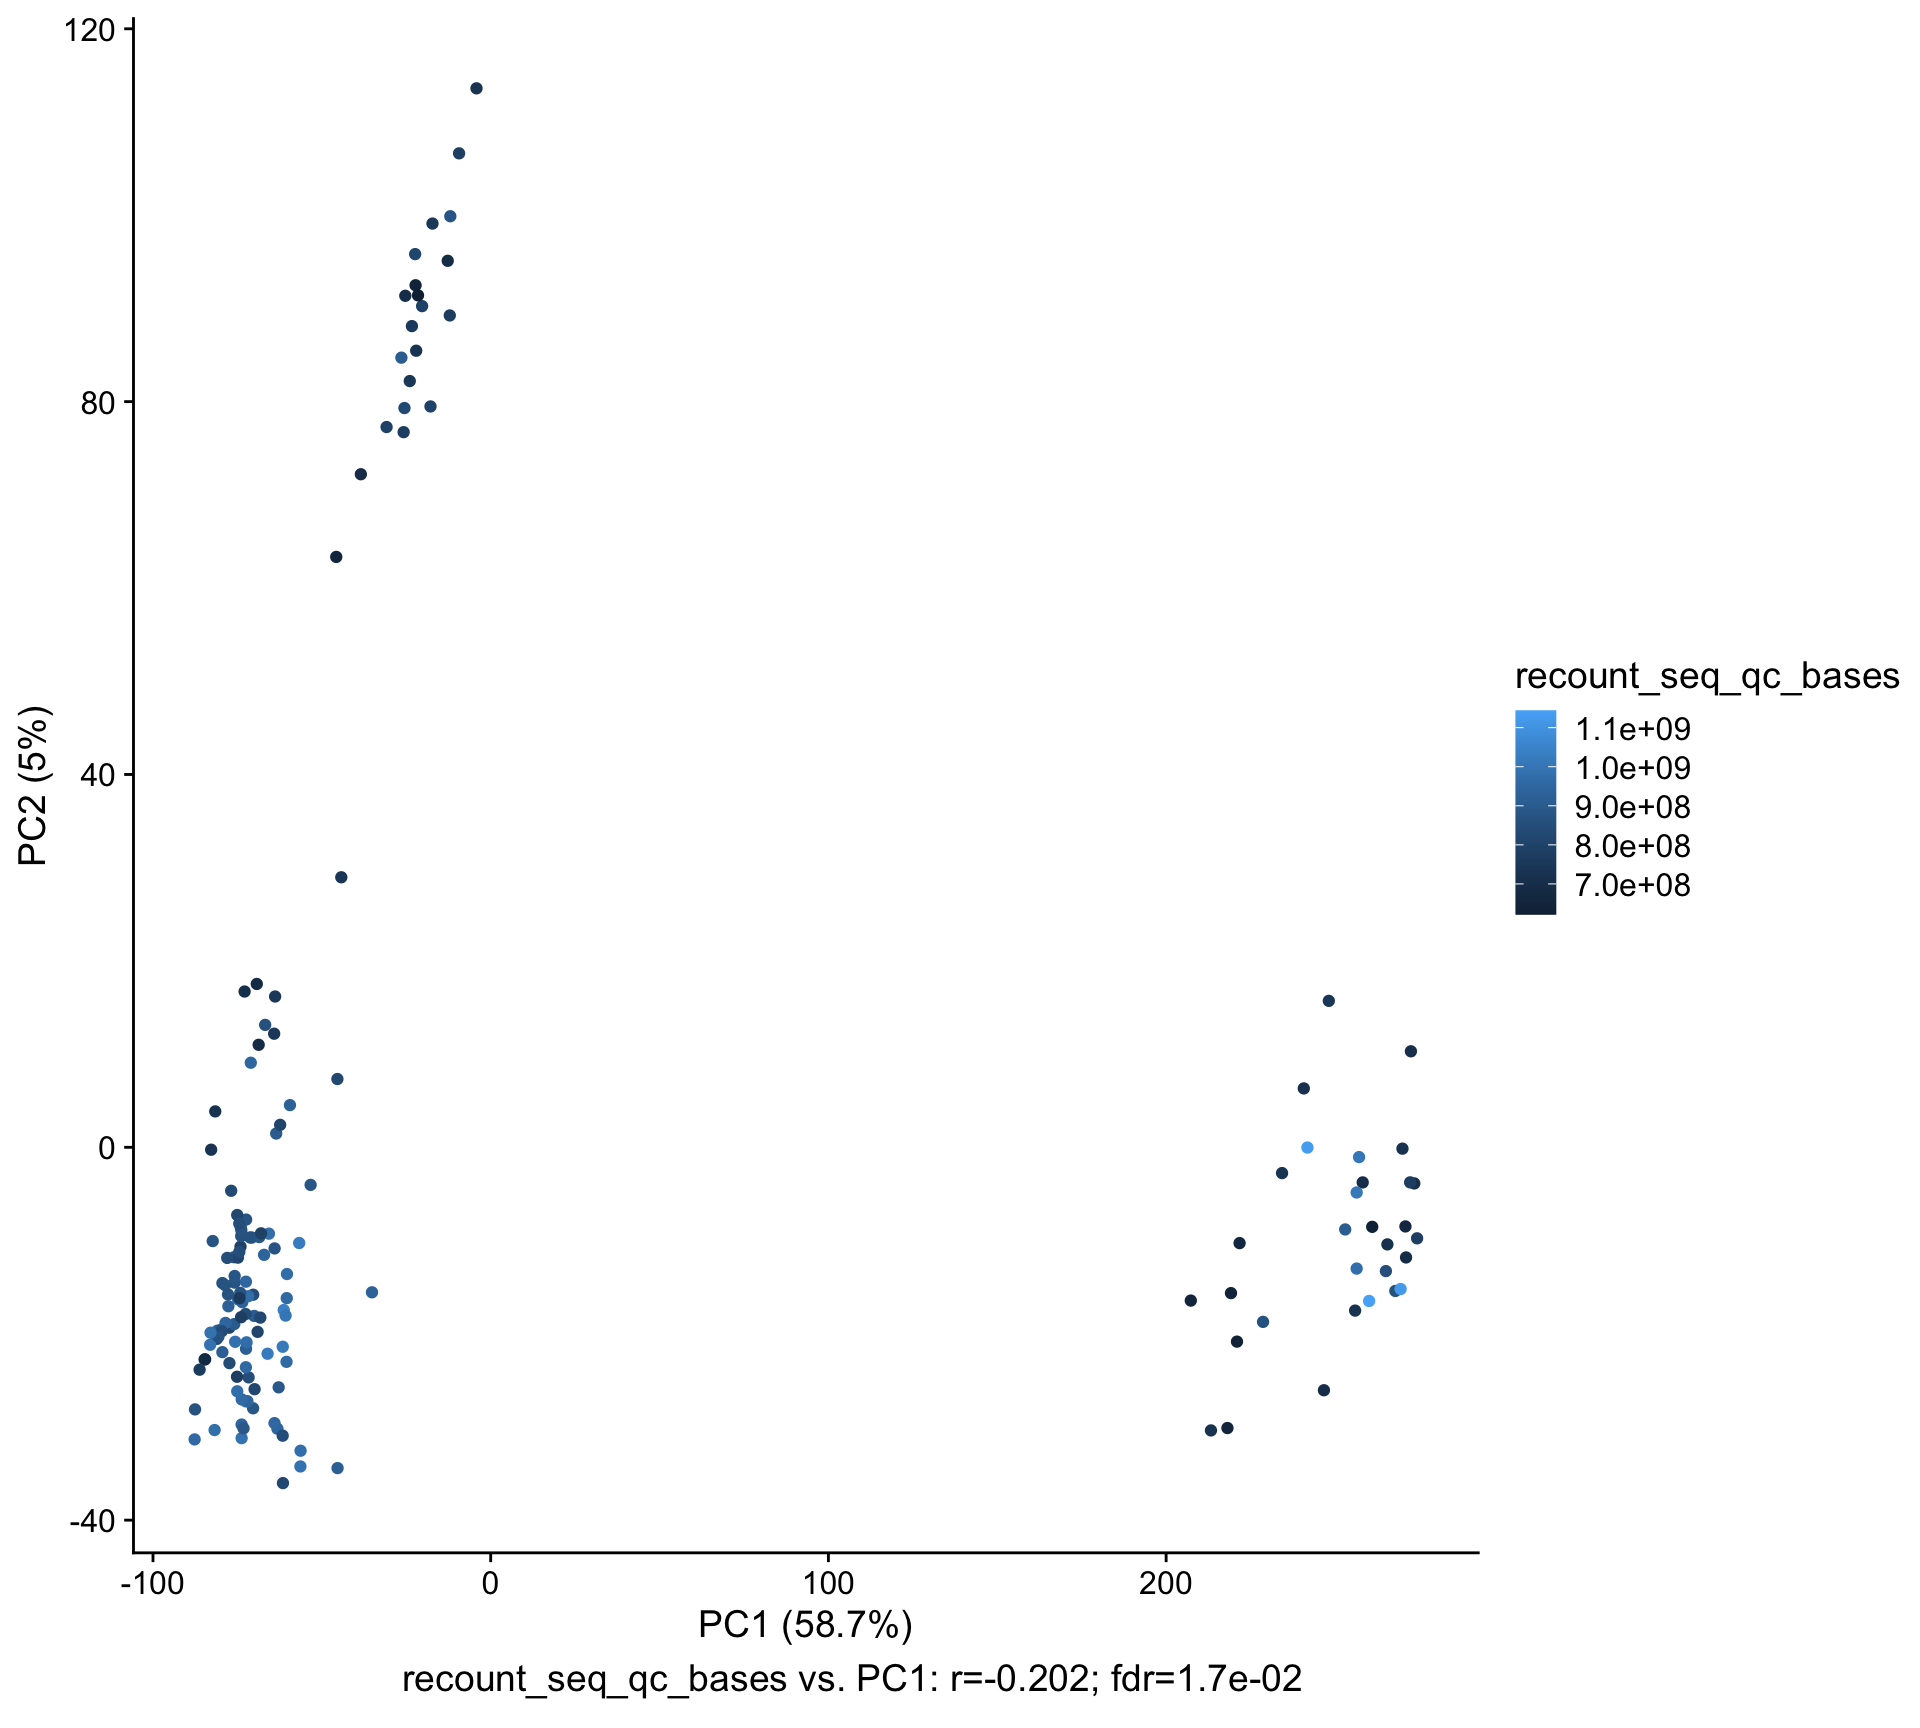 120
80
40
0
-40
PC2 (5%)
-100
0
100
200
PC1 (58.7%)
recount_seq_qc_bases vs. PC1: r=-0.202; fdr=1.7e-02
recount_seq_qc_bases
1.1e+09
1.0e+09
9.0e+08
8.0e+08
7.0e+08